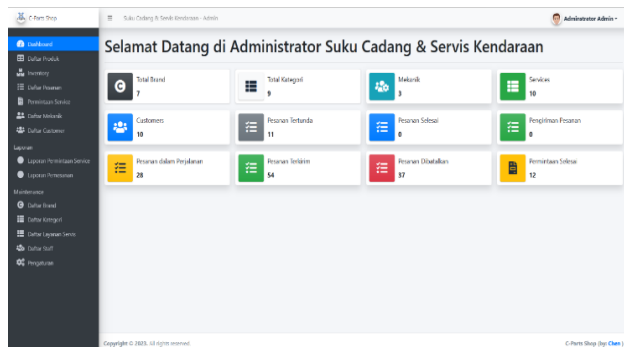 C-Parts Shop
Suku Cadang & Servis Kendaraan - Admin
Adminstrator Admin
Dashboard
Daftar Produk
Inventory
Daftar Pesanan
Permintaan Service
Daftar Mekanik
Daftar Customer
Laporan
Laporan Permintaan Service
Laporan Pemesanan
Maintenance
Daftar Brand
Daftar Kategori
Daftar Layanan Servis
Daftar Staff
Pengaturan
Selamat Datang di Administrator Suku Cadang & Servis Kendaraan
Total Brand
7
Total Kategori
9
Mekanik
3
Services
10
Customers
10
Pesanan Tertunda
11
Pesanan Selesai
0
Pengiriman Pesanan
0
Pesanan dalam Perjalanan
28
Pesanan Terkirim
54
Pesanan Dibatalkan
37
Permintaan Selesai
12
Copyright © 2023. All rights reserved
C-Parts Shop (by: Chen )